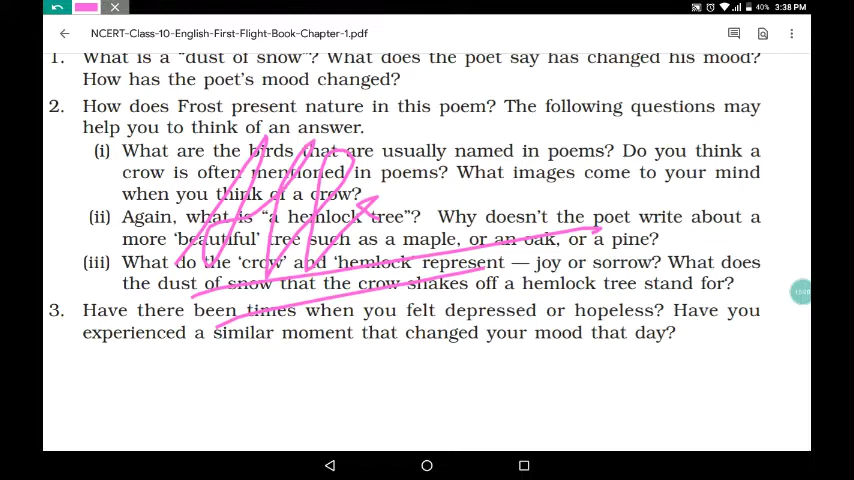 40% 3:38 PM
NCERT-Class-10-English-First-Flight-Book-Chapter-1.pdf
1. What is a “dust of snow”? What does the poet say has changed his mood?
How has the poet’s mood changed?
2. How does Frost present nature in this poem? The following questions may
help you to think of an answer.
(i) What are the birds that are usually named in poems? Do you think a
crow is often mentioned in poems? What images come to your mind
when you think of a crow?
(ii) Again, what is “a hemlock tree”? Why doesn’t the poet write about a
more ‘beautiful’ tree such as a maple, or an oak, or a pine?
(iii) What do the ‘crow’ and ‘hemlock’ represent — joy or sorrow? What does
the dust of snow that the crow shakes off a hemlock tree stand for?
3. Have there been times when you felt depressed or hopeless? Have you
experienced a similar moment that changed your mood that day?